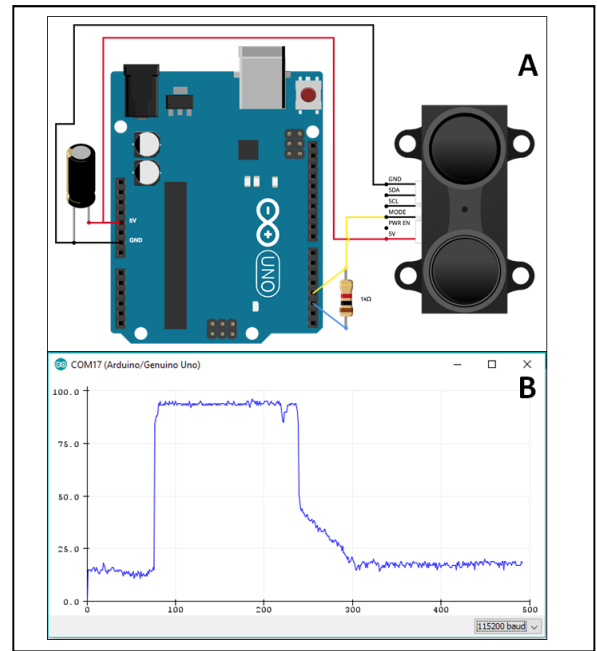 A
GND
SDA
SCL
MODE
PWR EN
5V
5V
GND
UNO
1kΩ
COM17 (Arduino/Genuino Uno)
B
100.0
75.0
50.0
25.0
0.0
0 100 200 300 400 500
115200 baud